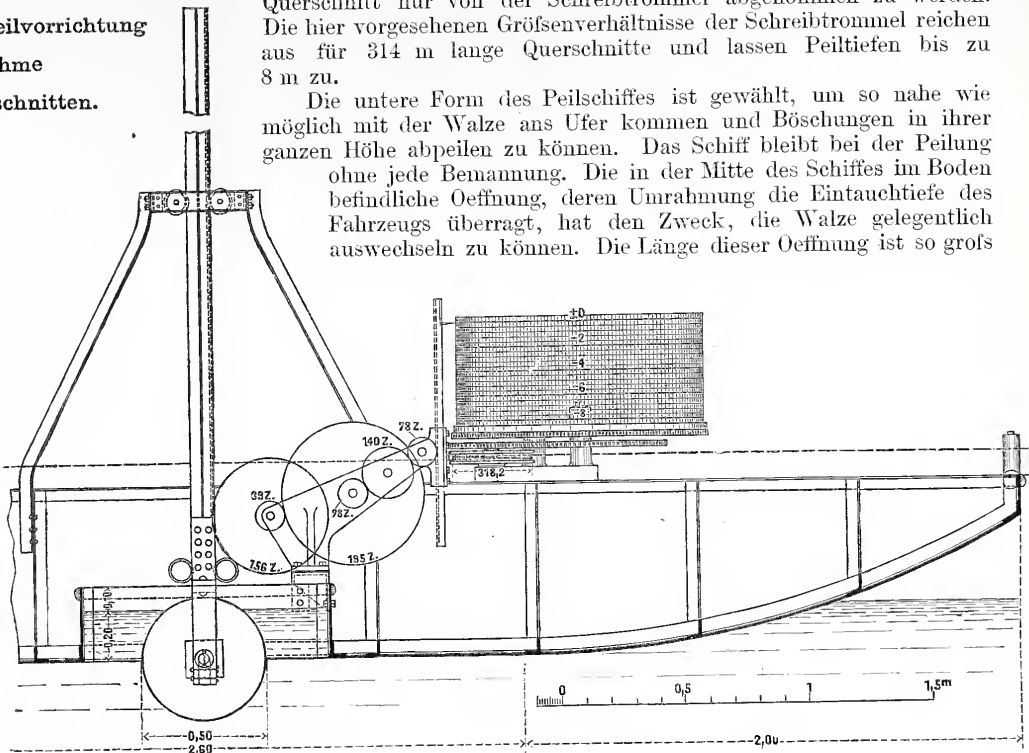 eilvorrichtung
hme
schnitten.
Querschnitt nur von der Schreibtrommel abgenommen zu werden.
Die hier vorgesehenen Gröfsenverhältnisse der Schreibtrommel reichen
aus für 314 m lange Querschnitte und lassen Peiltiefen bis zu
8 m zu.
Die untere Form des Peilschiffes ist gewählt, um so nahe wie
möglich mit der Walze ans Ufer kommen und Böschungen in ihrer
ganzen Höhe abpeilen zu können. Das Schiff bleibt bei der Peilung
ohne jede Bemannung. Die in der Mitte des Schiffes im Boden
befindliche Oeffnung, deren Umrahmung die Eintauchtiefe des
Fahrzeugs überragt, hat den Zweck, die Walze gelegentlich
auswechseln zu können. Die Länge dieser Oeffnung ist so grofs
±0
-2
-4
-6
-8
78 Z.
140 Z.
318,2
39 Z.
78 Z.
156 Z.
195 Z.
0,10
0,20
0 0,5 1 1,5 m
0,50
2,60
2,00